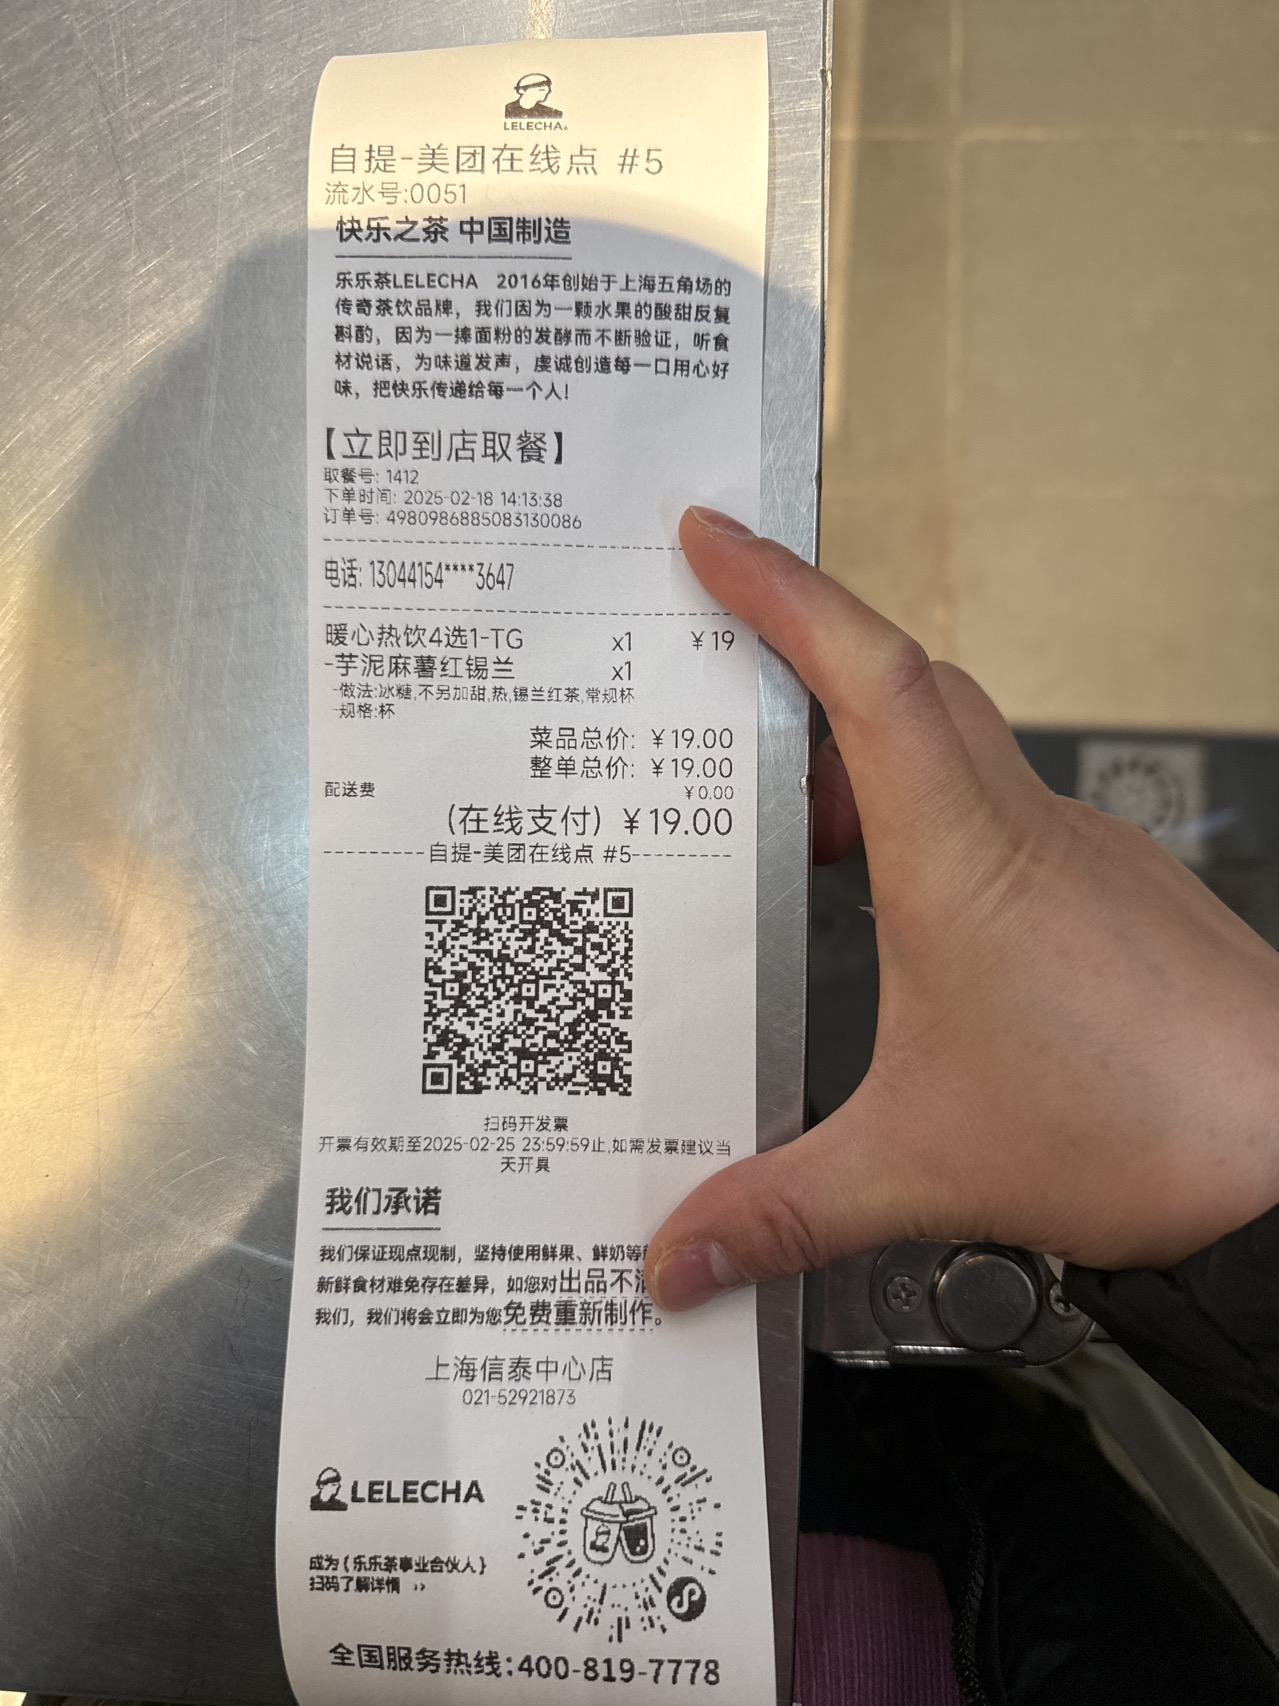 LELECHA
自提-美团在线点 #5
流水号:0051
快乐之茶 中国制造
乐乐茶LELECHA 2016年创始于上海五角场的
传奇茶饮品牌，我们因为一颗水果的酸甜反复
斟酌，因为一捧面粉的发酵而不断验证，听食
材说话，为味道发声，虔诚创造每一口用心好
味，把快乐传递给每一个人！
【立即到店取餐】
取餐号: 1412
下单时间: 2025-02-18 14:13:38
订单号: 4980986885083130086
电话: 13044154****3647
暖心热饮4选1-TG x1 ￥19
-芋泥麻薯红锡兰 x1
-做法:冰糖,不另加甜,热,锡兰红茶,常规杯
-规格:杯
菜品总价: ￥19.00
整单总价: ￥19.00
配送费 ￥0.00
(在线支付) ￥19.00
自提-美团在线点 #5
扫码开发票
开票有效期至2025-02-25 23:59:59止,如需发票建议当
天开具
我们承诺
我们保证现点现制，坚持使用鲜果、鲜奶等
新鲜食材难免存在差异，如您对出品不
我们，我们将会立即为您免费重新制作。
上海信泰中心店
021-52921873
LELECHA
成为{乐乐茶事业合伙人}
扫码了解详情 >>
全国服务热线:400-819-7778